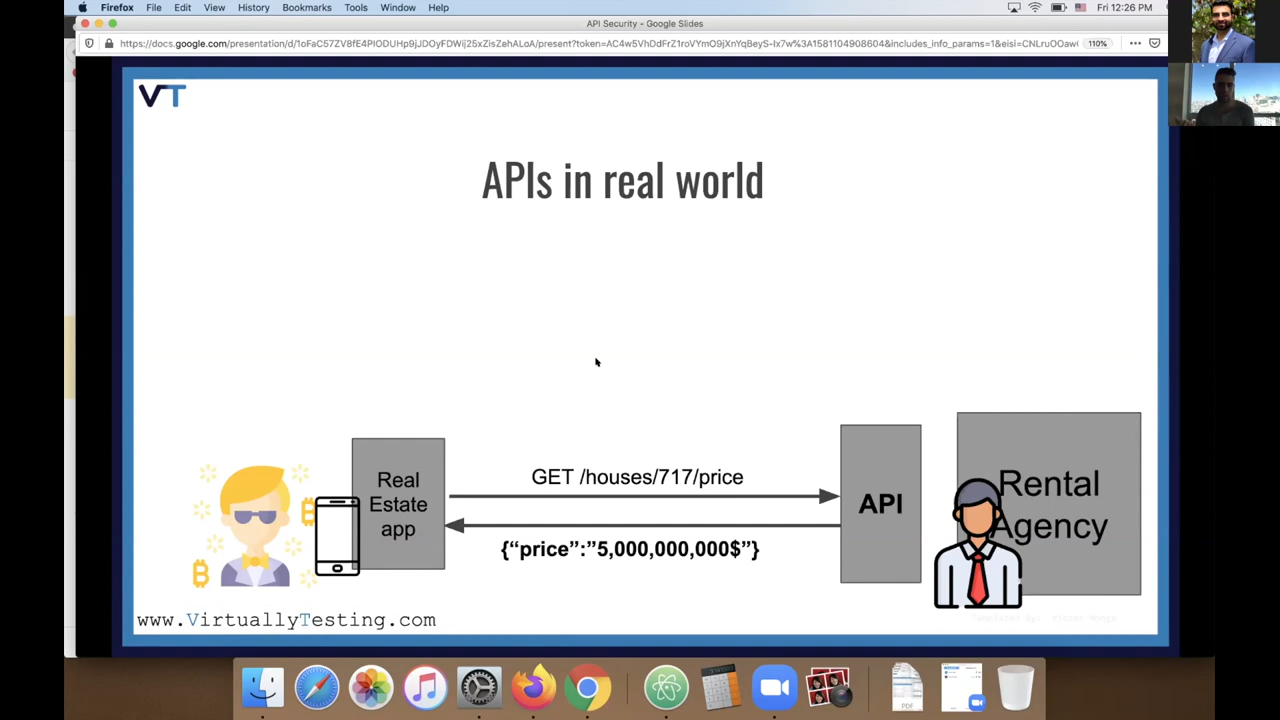 Firefox File Edit View History Bookmarks Tools Window Help Fri 12:26 PM
API Security - Google Slides
110%
VT
APIs in real world
Real
Estate
app
GET /houses/717/price
{“price”:”5,000,000,000$”}
API
Rental
Agency
www.VirtuallyTesting.com
PDF